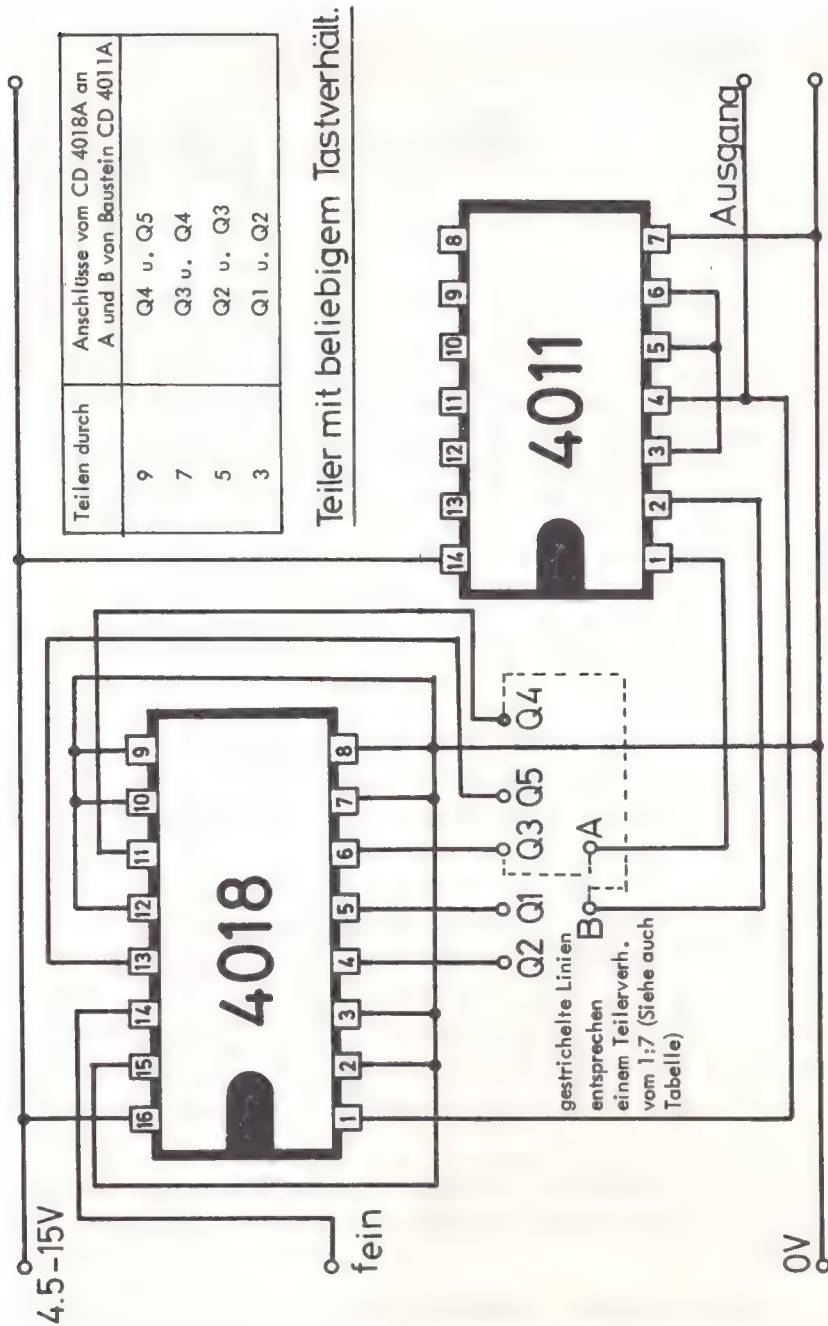 Teilen durch
Anschlüsse vom CD 4018A an
A und B von Baustein CD 4011A
9 Q4 u. Q5
7 Q3 u. Q4
5 Q2 u. Q3
3 Q1 u. Q2
Teiler mit beliebigem Tastverhält.
4.5-15V
fein
0V
16 15 14 13 12 11 10 9
4018
1 2 3 4 5 6 7 8
Q2 Q1 Q3 Q5 Q4
B A
gestrichelte Linien
entsprechen
einem Teilerverh.
vom 1:7 (Siehe auch
Tabelle)
14 13 12 11 10 9 8
4011
1 2 3 4 5 6 7
Ausgang